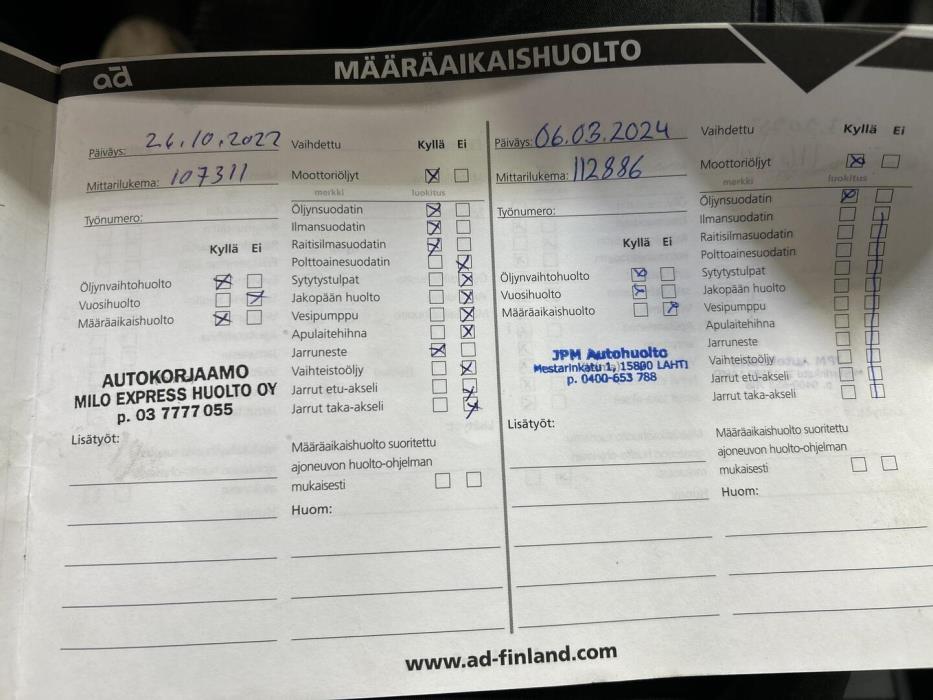 ad
MÄÄRÄAIKAISHUOLTO
Päiväys: 26.10.2022
Mittarilukema: 107311
Työnumero:
Kyllä Ei
Öljynvaihtohuolto
Vuosihuolto
Määräaikaishuolto
AUTOKORJAAMO
MILO EXPRESS HUOLTO OY
p. 03 7777 055
Lisätyöt:
Vaihdettu Kyllä Ei
Moottoriöljyt
merkki luokitus
Öljynsuodatin
Ilmansuodatin
Raitisilmasuodatin
Polttoainesuodatin
Sytytystulpat
Jakopään huolto
Vesipumppu
Apulaitehihna
Jarruneste
Vaihteistoöljy
Jarrut etu-akseli
Jarrut taka-akseli
Määräaikaishuolto suoritettu
ajoneuvon huolto-ohjelman
mukaisesti
Huom:
Päiväys: 06.03.2024
Mittarilukema: 112886
Työnumero:
Kyllä Ei
Öljynvaihtohuolto
Vuosihuolto
Määräaikaishuolto
JPM Autohuolto
Mestarinkatu 1, 15800 LAHTI
p. 0400-653 788
Lisätyöt:
Vaihdettu Kyllä Ei
Moottoriöljyt
merkki luokitus
Öljynsuodatin
Ilmansuodatin
Raitisilmasuodatin
Polttoainesuodatin
Sytytystulpat
Jakopään huolto
Vesipumppu
Apulaitehihna
Jarruneste
Vaihteistoöljy
Jarrut etu-akseli
Jarrut taka-akseli
Määräaikaishuolto suoritettu
ajoneuvon huolto-ohjelman
mukaisesti
Huom:
www.ad-finland.com